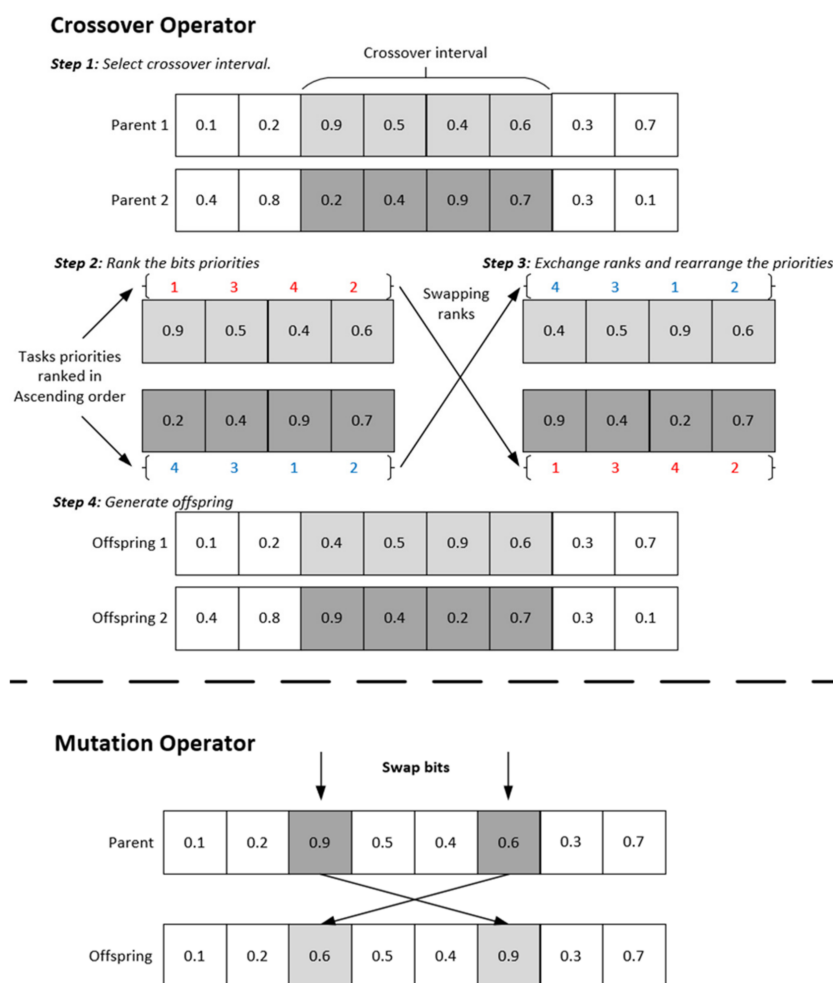 Crossover Operator
Step 1: Select crossover interval.
Crossover interval
Parent 1 0.1 0.2 0.9 0.5 0.4 0.6 0.3 0.7
Parent 2 0.4 0.8 0.2 0.4 0.9 0.7 0.3 0.1
Step 2: Rank the bits priorities
Step 3: Exchange ranks and rearrange the priorities
1 3 4 2
Swapping
ranks
4 3 1 2
0.9 0.5 0.4 0.6
0.4 0.5 0.9 0.6
Tasks priorities
ranked in
Ascending order
0.2 0.4 0.9 0.7
0.9 0.4 0.2 0.7
4 3 1 2
1 3 4 2
Step 4: Generate offspring
Offspring 1 0.1 0.2 0.4 0.5 0.9 0.6 0.3 0.7
Offspring 2 0.4 0.8 0.9 0.4 0.2 0.7 0.3 0.1
Mutation Operator
Swap bits
Parent 0.1 0.2 0.9 0.5 0.4 0.6 0.3 0.7
Offspring 0.1 0.2 0.6 0.5 0.4 0.9 0.3 0.7